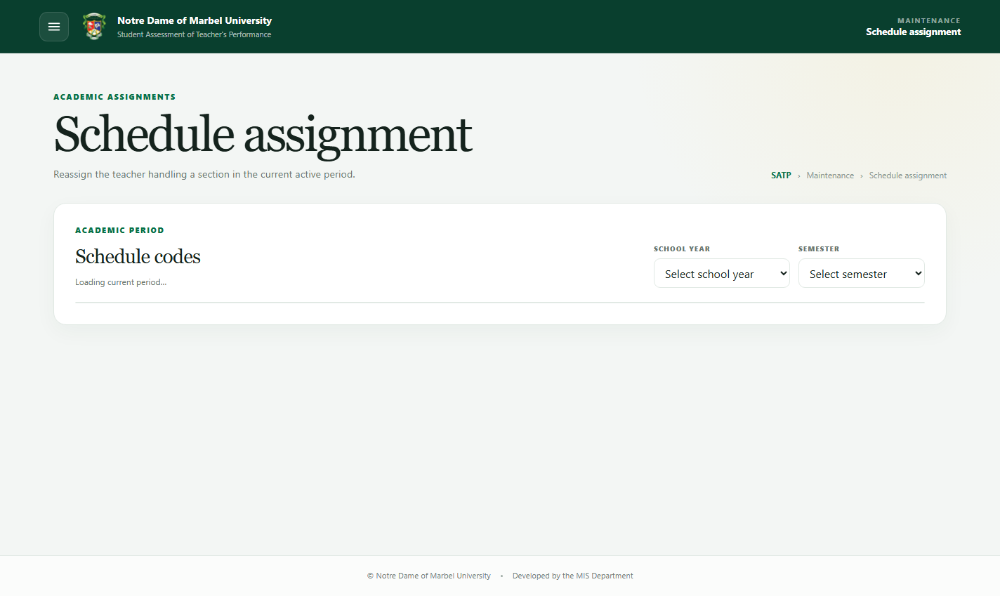 Notre Dame of Marbel University
Student Assessment of Teacher's Performance
MAINTENANCE
Schedule assignment
ACADEMIC ASSIGNMENTS
Schedule assignment
Reassign the teacher handling a section in the current active period.
SATP › Maintenance › Schedule assignment
ACADEMIC PERIOD
Schedule codes
Loading current period...
SCHOOL YEAR
Select school year
SEMESTER
Select semester
© Notre Dame of Marbel University • Developed by the MIS Department